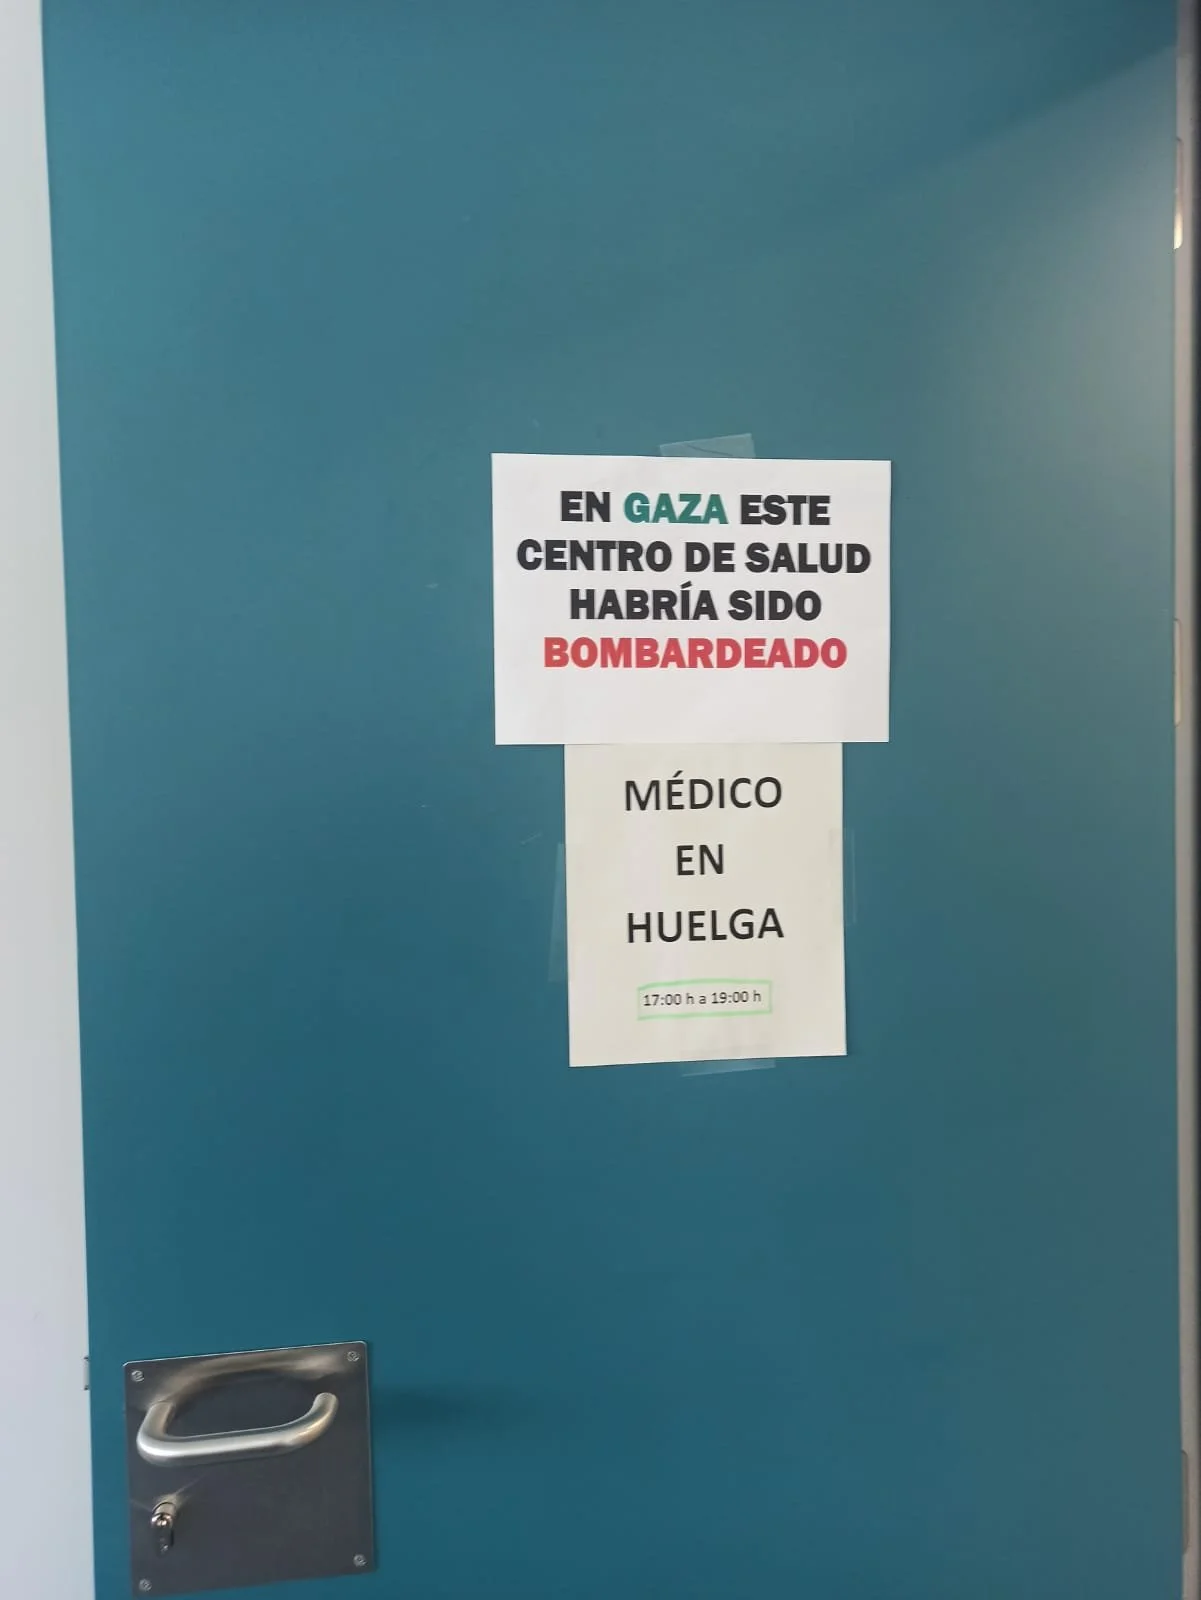 EN GAZA ESTE
CENTRO DE SALUD
HABRÍA SIDO
BOMBARDEADO
MÉDICO
EN
HUELGA
17:00 h a 19:00 h